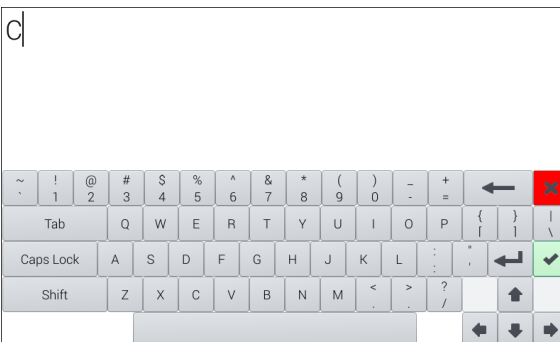 C
~ ! @ # $ % ^ & * ( ) _ +
` 1 2 3 4 5 6 7 8 9 0 - =
Tab Q W E R T Y U I O P { } |
[ ] \
Caps Lock A S D F G H J K L : "
; '
Shift Z X C V B N M < > ?
, . /